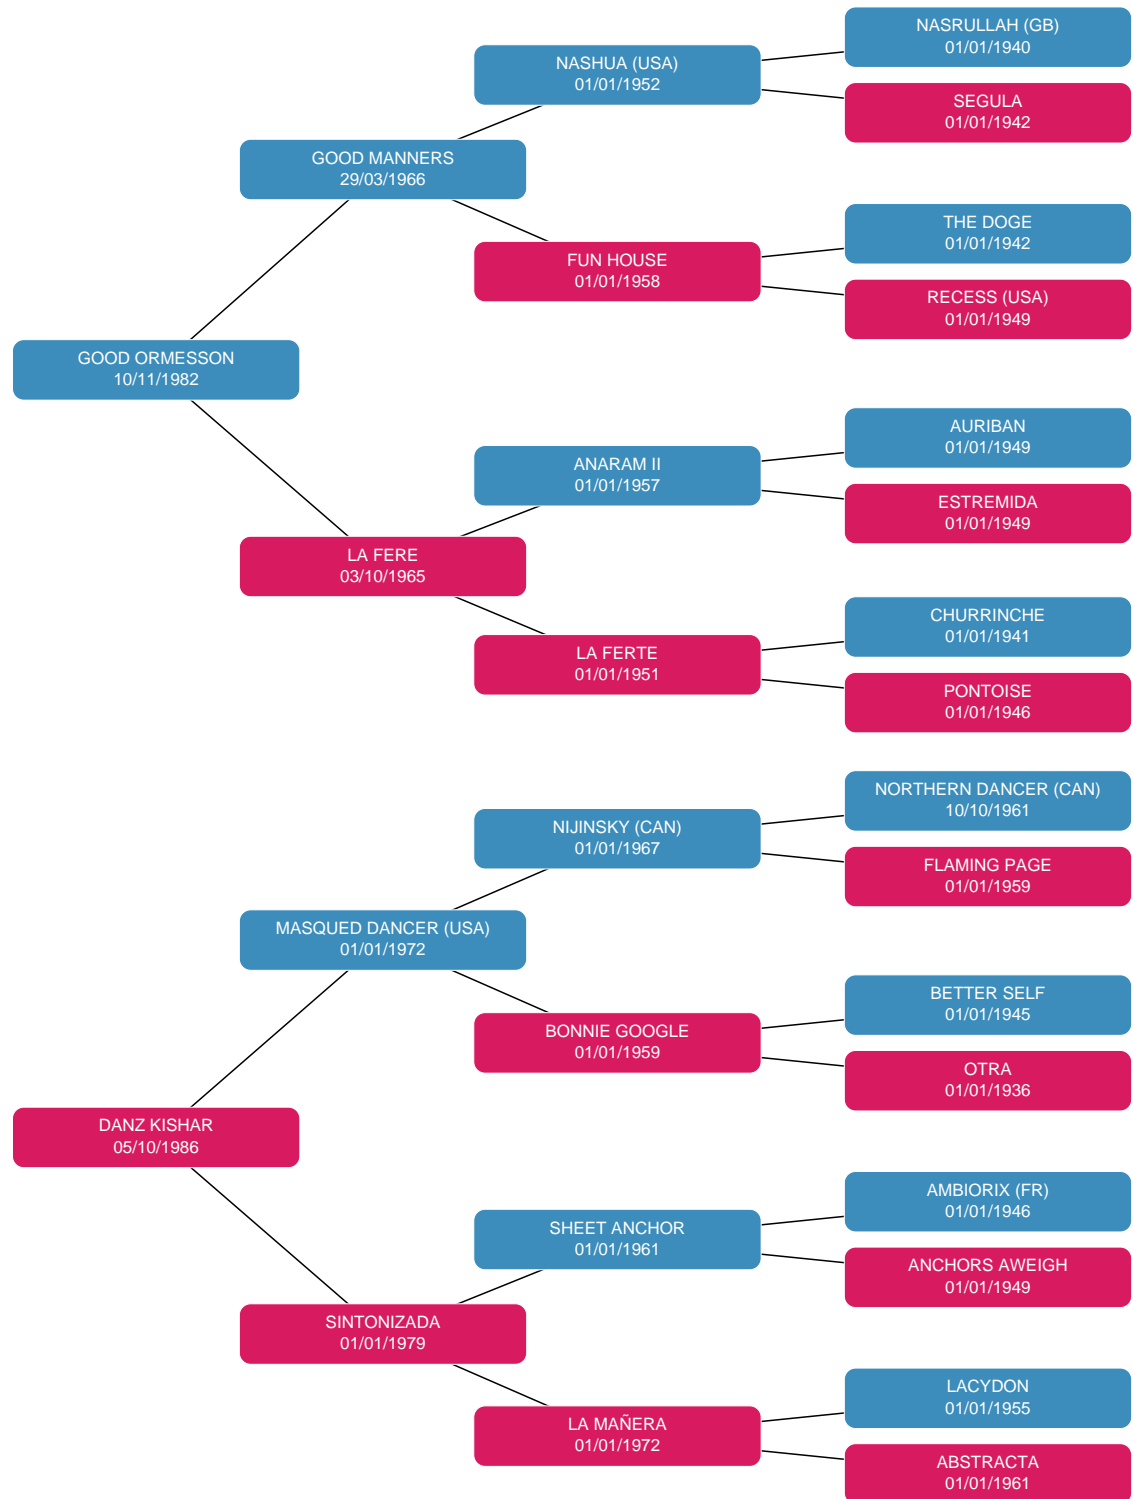 NASRULLAH (GB)
01/01/1940
NASHUA (USA)
01/01/1952
SEGULA
01/01/1942
GOOD MANNERS
29/03/1966
THE DOGE
01/01/1942
FUN HOUSE
01/01/1958
RECESS (USA)
01/01/1949
GOOD ORMESSON
10/11/1982
AURIBAN
01/01/1949
ANARAM II
01/01/1957
ESTREMIDA
01/01/1949
LA FERE
03/10/1965
CHURRINCHE
01/01/1941
LA FERTE
01/01/1951
PONTOISE
01/01/1946
NORTHERN DANCER (CAN)
10/10/1961
NIJINSKY (CAN)
01/01/1967
FLAMING PAGE
01/01/1959
MASQUED DANCER (USA)
01/01/1972
BETTER SELF
01/01/1945
BONNIE GOOGLE
01/01/1959
OTRA
01/01/1936
DANZ KISHAR
05/10/1986
AMBIORIX (FR)
01/01/1946
SHEET ANCHOR
01/01/1961
ANCHORS AWEIGH
01/01/1949
SINTONIZADA
01/01/1979
LACYDON
01/01/1955
LA MAÑERA
01/01/1972
ABSTRACTA
01/01/1961